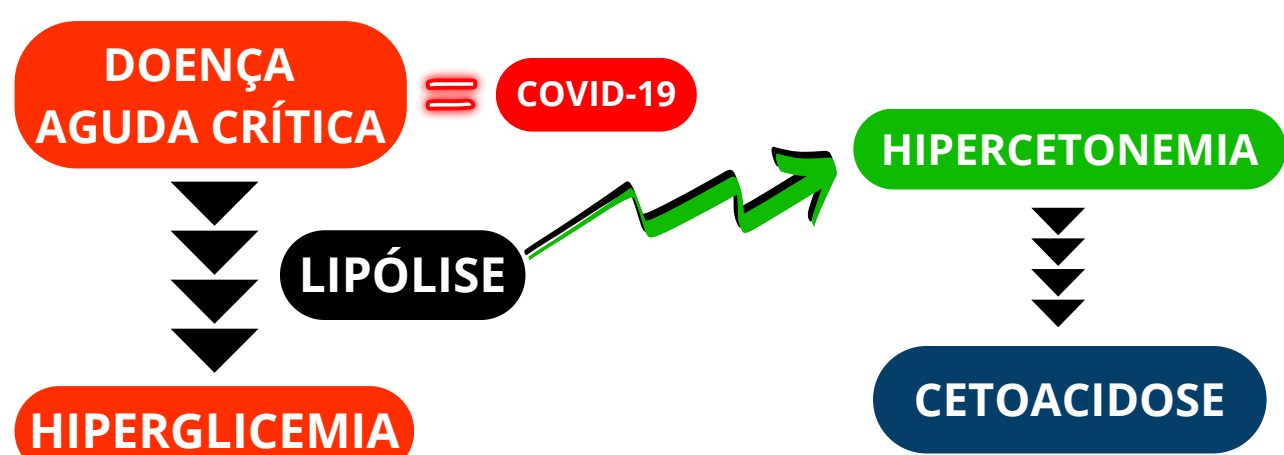 DOENÇA
AGUDA CRÍTICA
=
COVID-19
HIPERCETONEMIA
LIPÓLISE
CETOACIDOSE
HIPERGLICEMIA